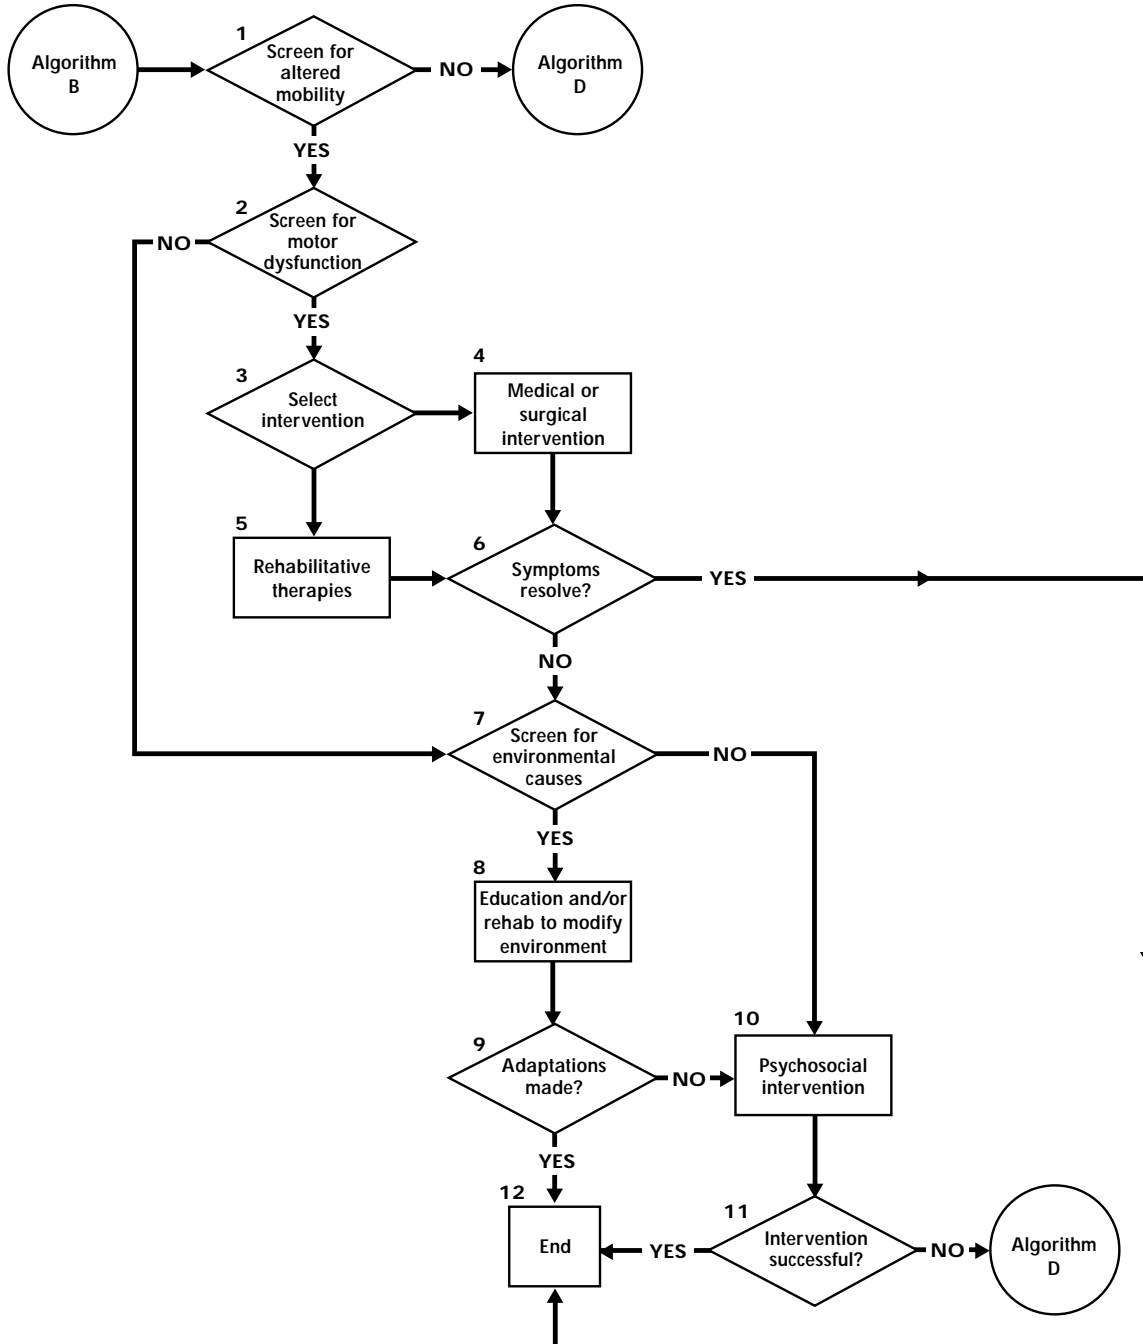 Algorithm
B
1
Screen for
altered
mobility
NO
Algorithm
D
YES
2
Screen for
motor
dysfunction
NO
YES
3
Select
intervention
4
Medical or
surgical
intervention
5
Rehabilitative
therapies
6
Symptoms
resolve?
YES
NO
7
Screen for
environmental
causes
NO
YES
8
Education and/or
rehab to modify
environment
9
Adaptations
made?
NO
10
Psychosocial
intervention
YES
12
End
11
Intervention
successful?
YES
NO
Algorithm
D